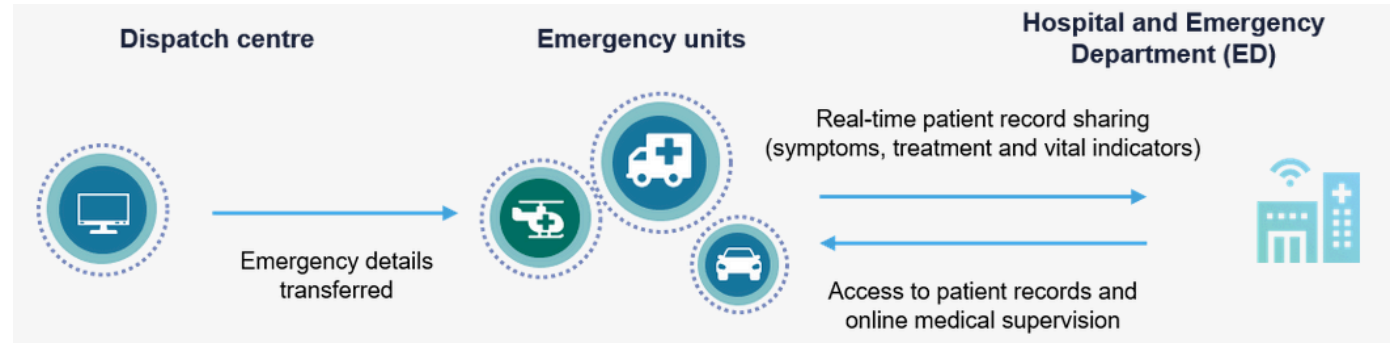 Dispatch centre
Emergency units
Hospital and Emergency
Department (ED)
Emergency details
transferred
Real-time patient record sharing
(symptoms, treatment and vital indicators)
Access to patient records and
online medical supervision